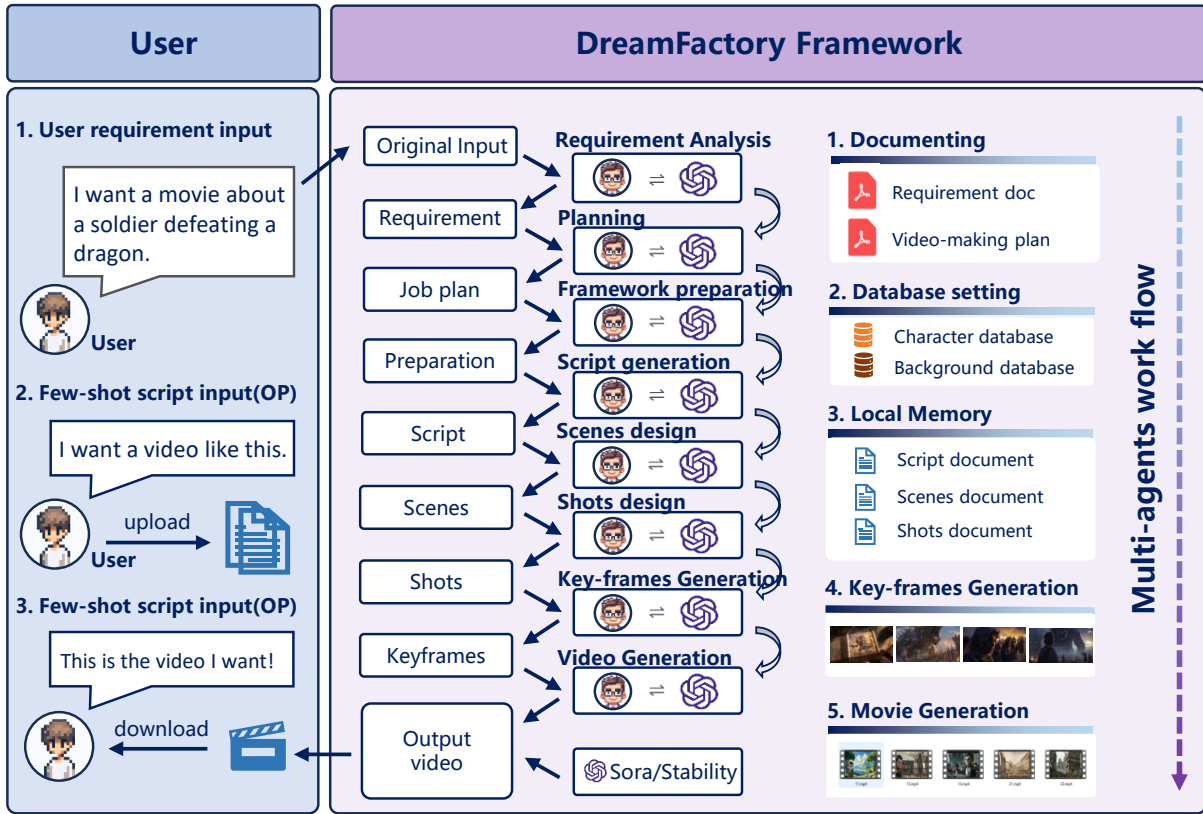 User
DreamFactory Framework
1. User requirement input
I want a movie about
a soldier defeating a
dragon.
User
2. Few-shot script input(OP)
I want a video like this.
upload
User
3. Few-shot script input(OP)
This is the video I want!
download
Original Input
Requirement
Job plan
Preparation
Script
Scenes
Shots
Keyframes
Output
video
Requirement Analysis
Planning
Framework preparation
Script generation
Scenes design
Shots design
Key-frames Generation
Video Generation
Sora/Stability
1. Documenting
Requirement doc
Video-making plan
2. Database setting
Character database
Background database
3. Local Memory
Script document
Scenes document
Shots document
4. Key-frames Generation
5. Movie Generation
Multi-agents work flow